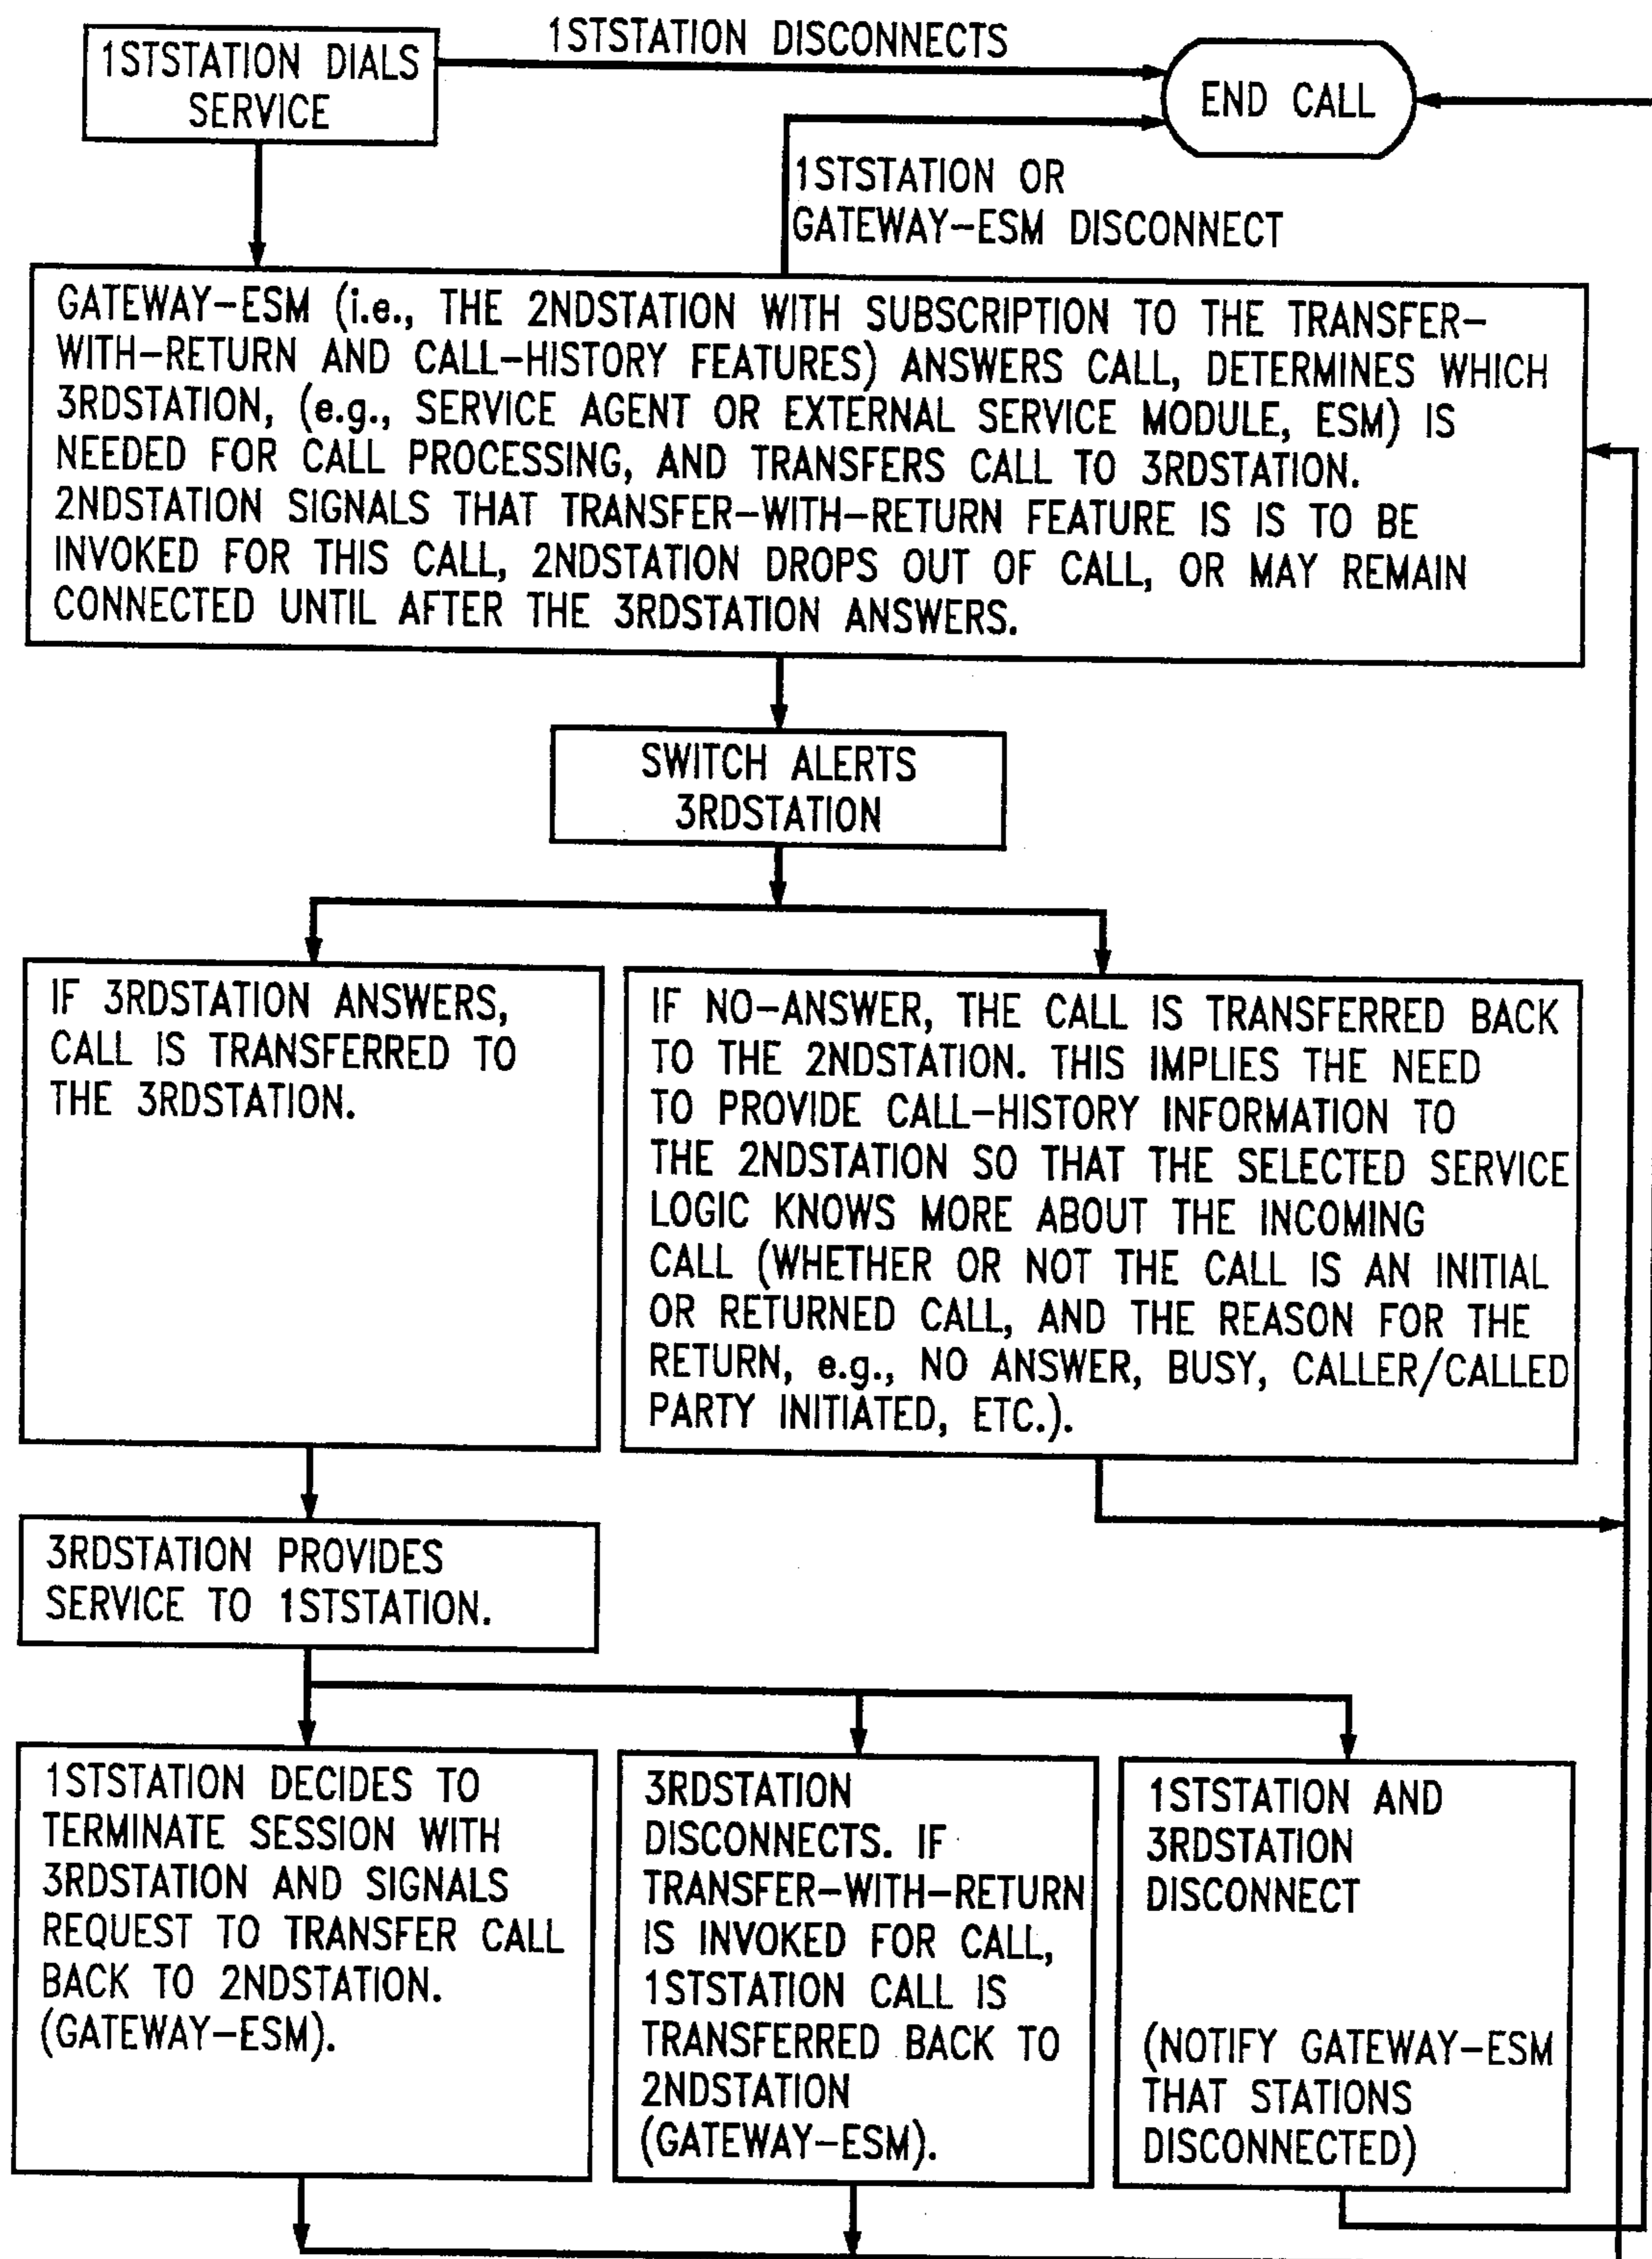 1STSTATION DIALS
SERVICE
1STSTATION DISCONNECTS
END CALL
1STSTATION OR
GATEWAY-ESM DISCONNECT
GATEWAY-ESM (i.e., THE 2NDSTATION WITH SUBSCRIPTION TO THE TRANSFER-
WITH-RETURN AND CALL-HISTORY FEATURES) ANSWERS CALL, DETERMINES WHICH
3RDSTATION, (e.g., SERVICE AGENT OR EXTERNAL SERVICE MODULE, ESM) IS
NEEDED FOR CALL PROCESSING, AND TRANSFERS CALL TO 3RDSTATION.
2NDSTATION SIGNALS THAT TRANSFER-WITH-RETURN FEATURE IS IS TO BE
INVOKED FOR THIS CALL, 2NDSTATION DROPS OUT OF CALL, OR MAY REMAIN
CONNECTED UNTIL AFTER THE 3RDSTATION ANSWERS.
SWITCH ALERTS
3RDSTATION
IF 3RDSTATION ANSWERS,
CALL IS TRANSFERRED TO
THE 3RDSTATION.
IF NO-ANSWER, THE CALL IS TRANSFERRED BACK
TO THE 2NDSTATION. THIS IMPLIES THE NEED
TO PROVIDE CALL-HISTORY INFORMATION TO
THE 2NDSTATION SO THAT THE SELECTED SERVICE
LOGIC KNOWS MORE ABOUT THE INCOMING
CALL (WHETHER OR NOT THE CALL IS AN INITIAL
OR RETURNED CALL, AND THE REASON FOR THE
RETURN, e.g., NO ANSWER, BUSY, CALLER/CALLED
PARTY INITIATED, ETC.).
3RDSTATION PROVIDES
SERVICE TO 1STSTATION.
1STSTATION DECIDES TO
TERMINATE SESSION WITH
3RDSTATION AND SIGNALS
REQUEST TO TRANSFER CALL
BACK TO 2NDSTATION.
(GATEWAY-ESM).
3RDSTATION
DISCONNECTS. IF
TRANSFER-WITH-RETURN
IS INVOKED FOR CALL,
1STSTATION CALL IS
TRANSFERRED BACK TO
2NDSTATION
(GATEWAY-ESM).
1STSTATION AND
3RDSTATION
DISCONNECT
(NOTIFY GATEWAY-ESM
THAT STATIONS
DISCONNECTED)